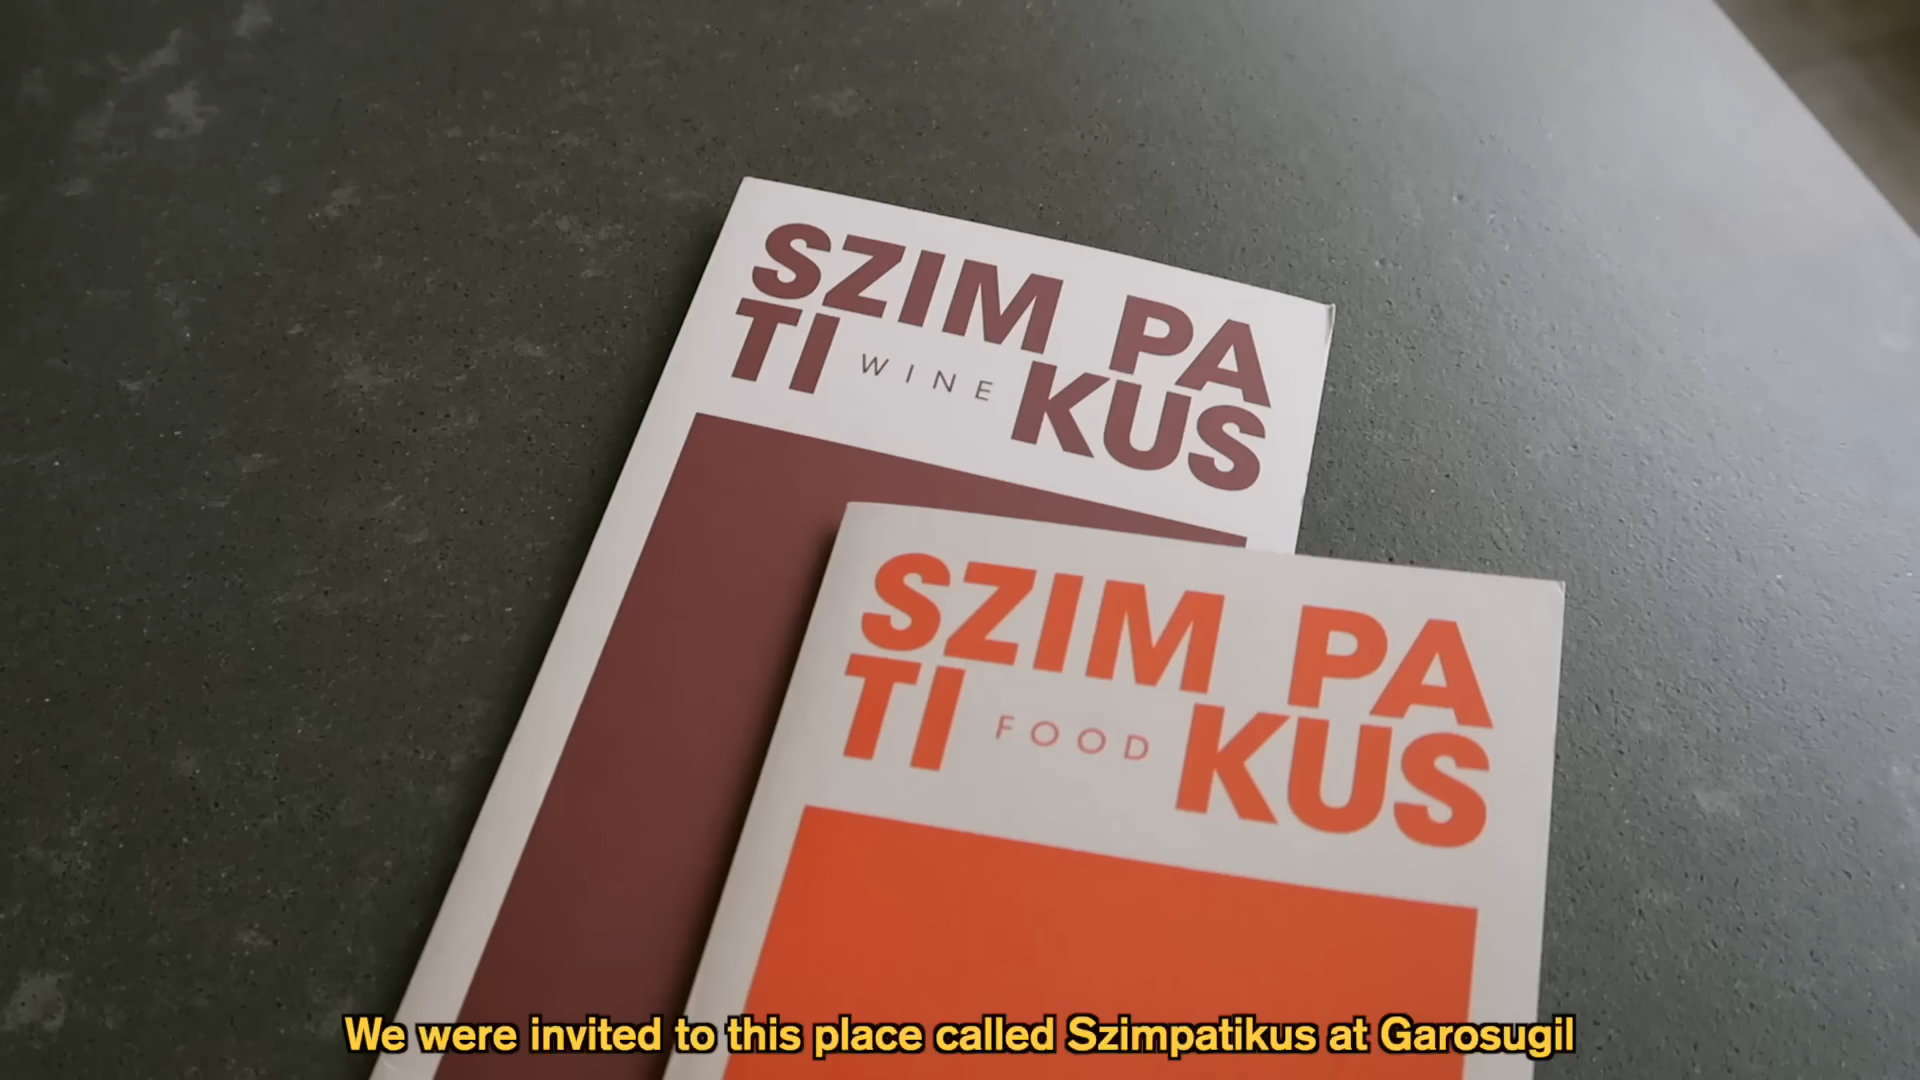 SZIM PA
TI WINE KUS
SZIM PA
TI FOOD KUS
We were invited to this place called Szimpatikus at Garosugil